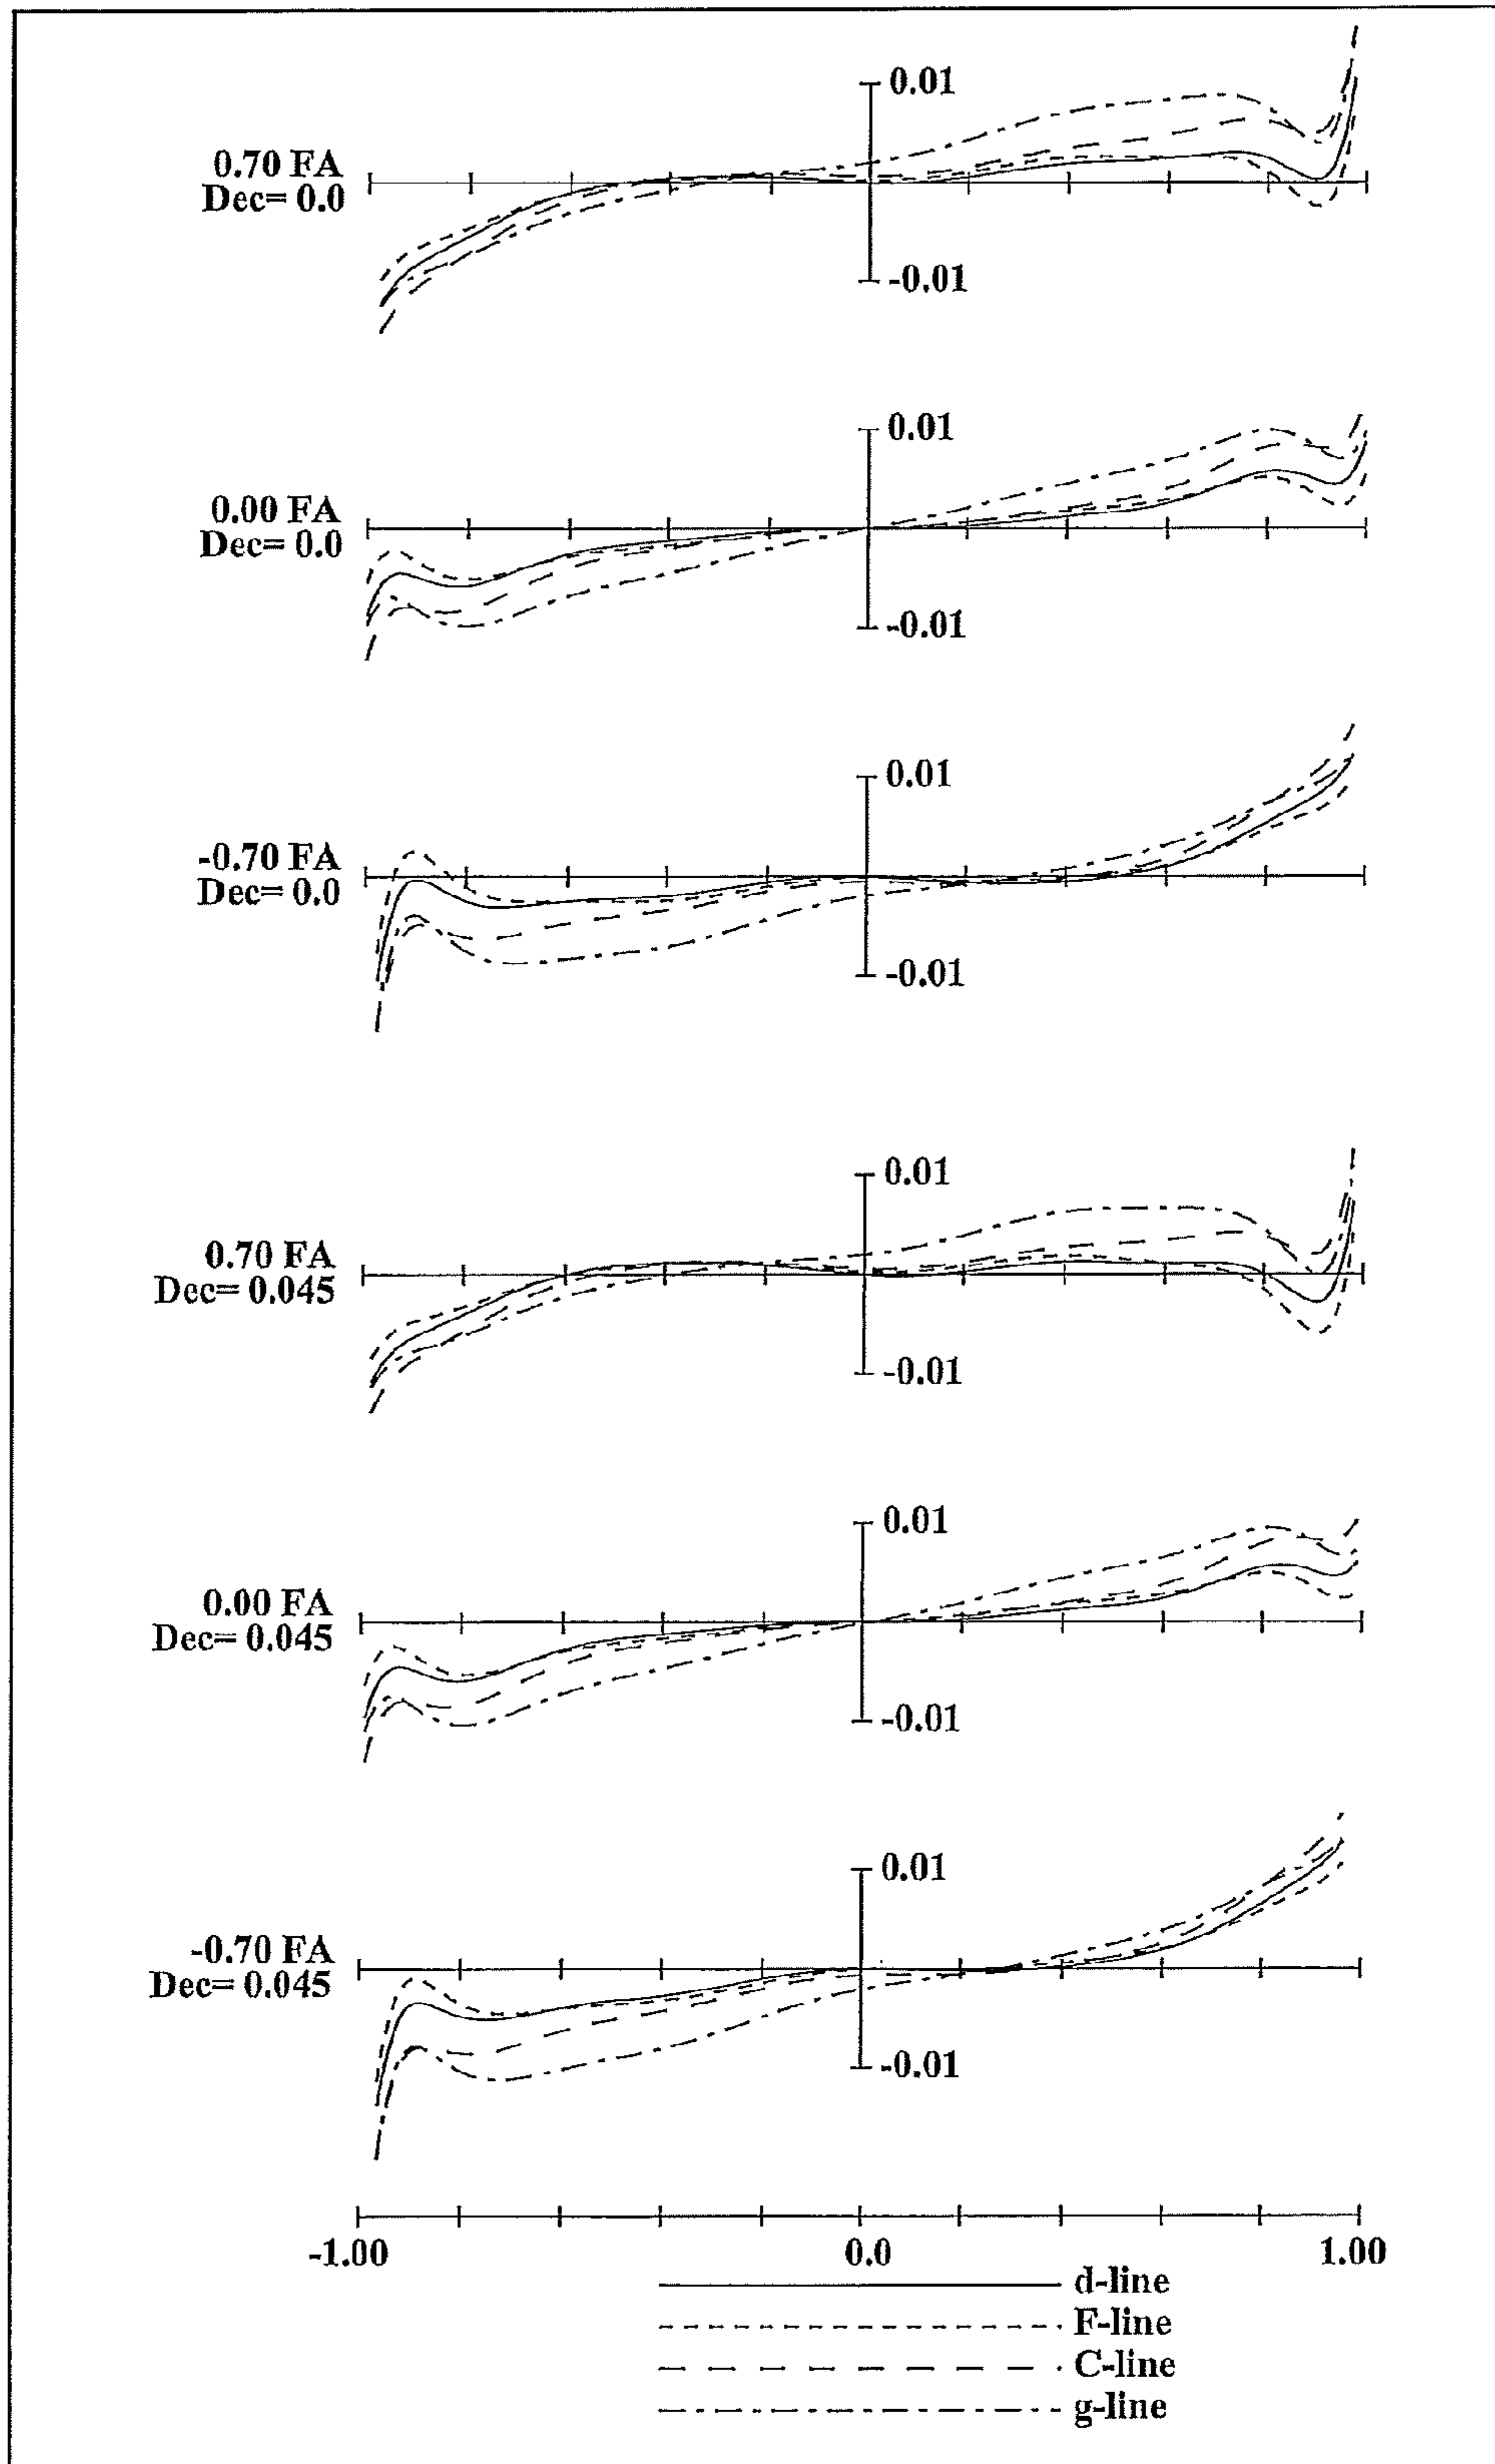 0.01
0.70 FA
Dec= 0.0
-0.01
0.01
0.00 FA
Dec= 0.0
-0.01
0.01
-0.70 FA
Dec= 0.0
-0.01
0.01
0.70 FA
Dec= 0.045
-0.01
0.01
0.00 FA
Dec= 0.045
-0.01
0.01
-0.70 FA
Dec= 0.045
-0.01
-1.00 0.0 1.00
d-line
F-line
C-line
g-line